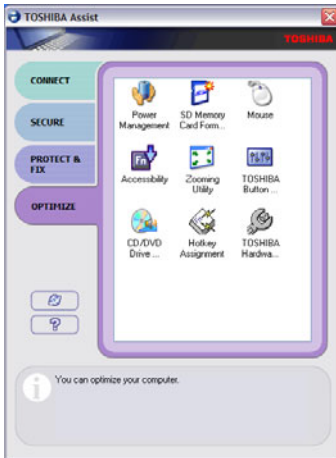 TOSHIBA Assist
TOSHIBA
CONNECT
SECURE
PROTECT &
FIX
OPTIMIZE
Power
Management
SD Memory
Card Form...
Mouse
Accessibility
Zooming
Utility
TOSHIBA
Button ...
CD/DVD
Drive ...
Hotkey
Assignment
TOSHIBA
Hardwa...
Fn
?
i
You can optimize your computer.